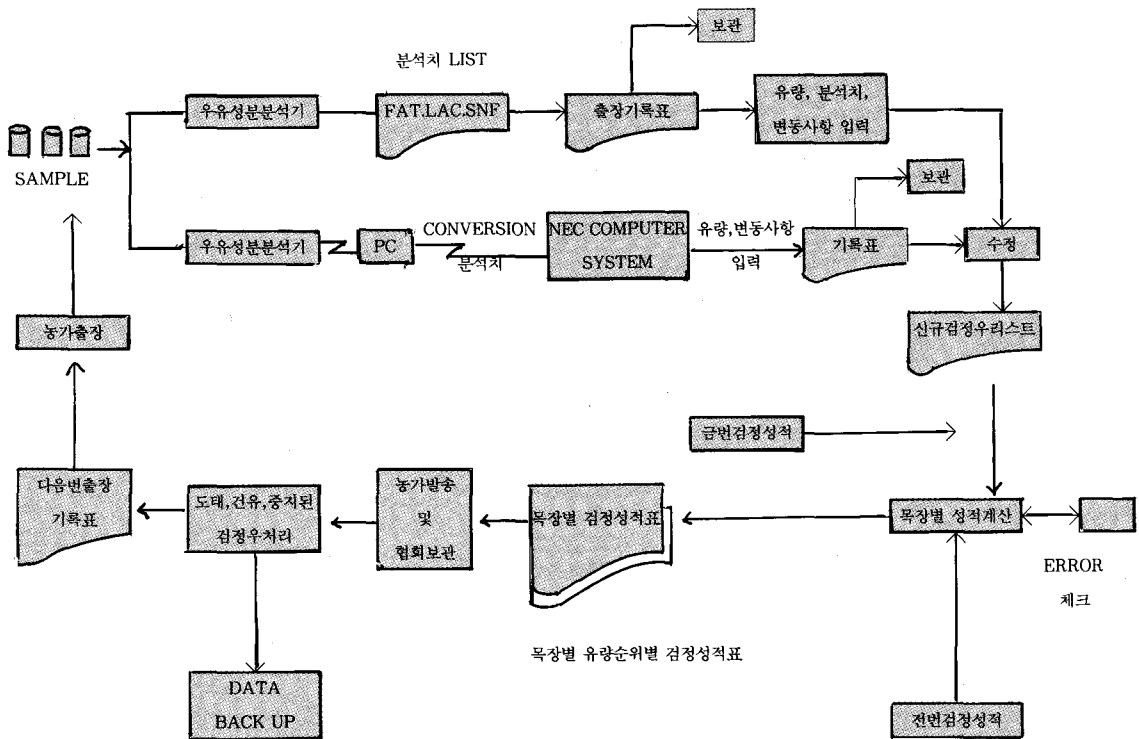 보관
분석치 LIST
우유성분분석기
FAT.LAC.SNF
출장기록표
유량, 분석치,
변동사항 입력
SAMPLE
보관
우유성분분석기
PC
CONVERSION
분석치
NEC COMPUTER
SYSTEM
유량,변동사항
입력
기록표
수정
농가출장
신규검정우리스트
금번검정성적
다음번출장
기록표
도태,건유,중지된
검정우처리
농가발송
및
협회보관
목장별 검정성적표
목장별 성적계산
ERROR
체크
목장별 유량순위별 검정성적표
DATA
BACK UP
전번검정성적